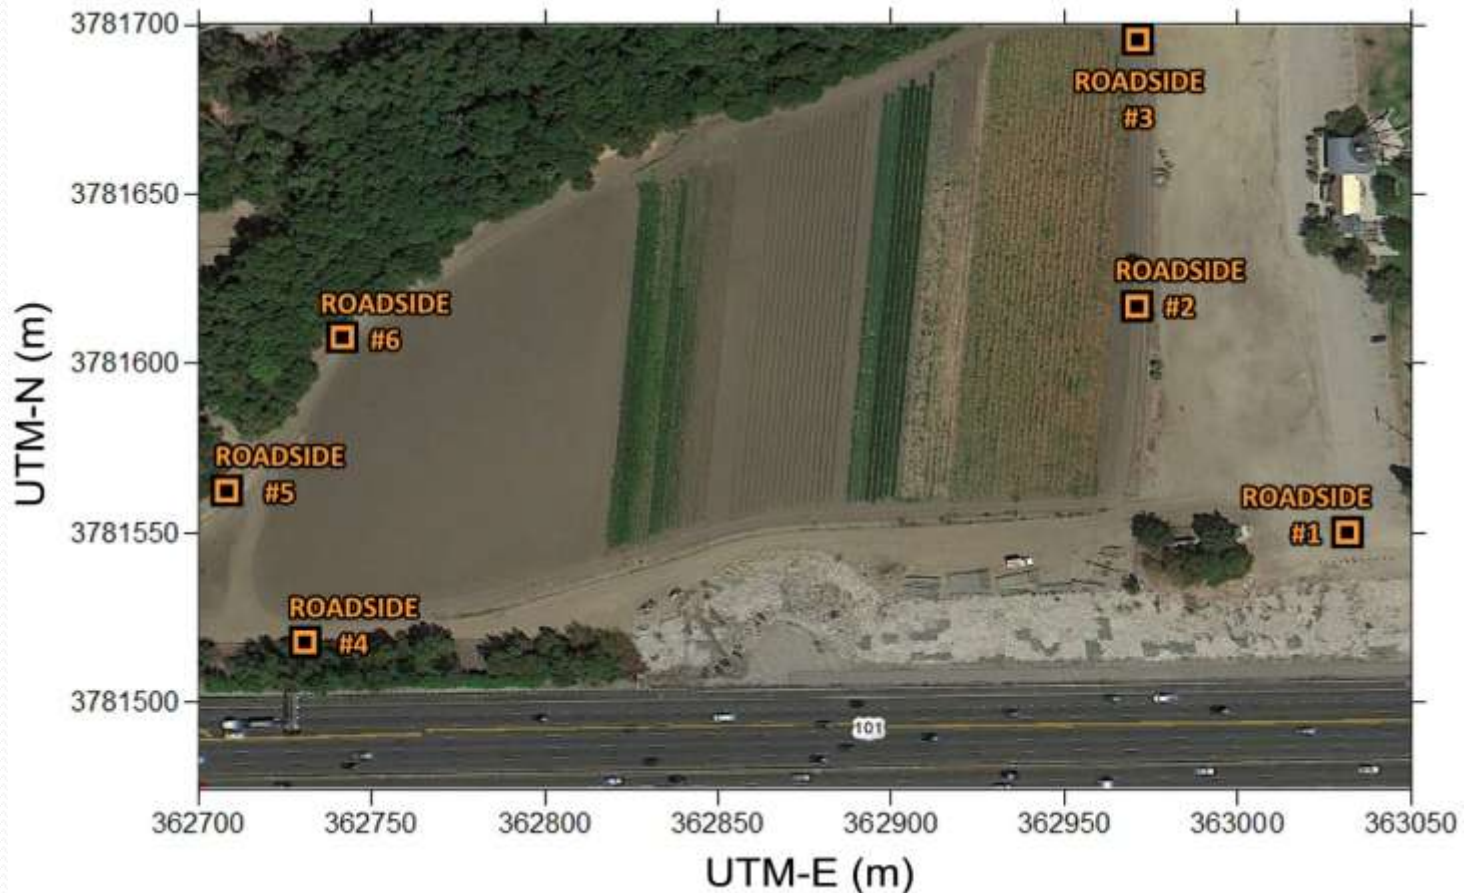 3781700
ROADSIDE
#3
3781650
ROADSIDE
#2
ROADSIDE
#6
3781600
ROADSIDE
#5
ROADSIDE
#1
3781550
ROADSIDE
#4
3781500
101
362700 362750 362800 362850 362900 362950 363000 363050
UTM-E (m)
UTM-N (m)